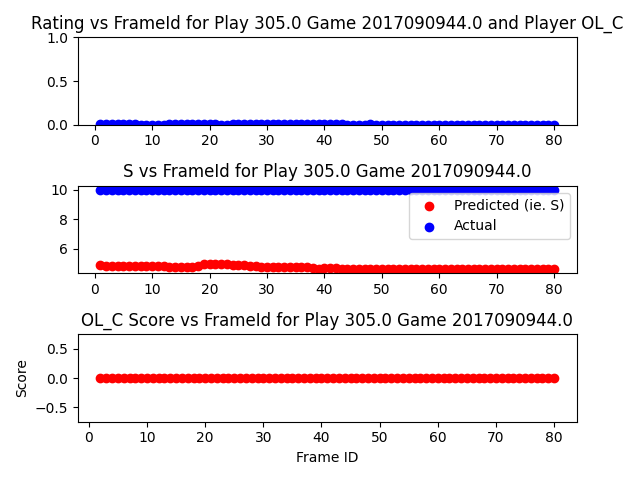 Rating vs FrameId for Play 305.0 Game 2017090944.0 and Player OL_C
1.0
0.5
0.0
0 10 20 30 40 50 60 70 80
S vs FrameId for Play 305.0 Game 2017090944.0
10
8
6
Predicted (ie. S)
Actual
0 10 20 30 40 50 60 70 80
OL_C Score vs FrameId for Play 305.0 Game 2017090944.0
Score
0.5
0.0
−0.5
0 10 20 30 40 50 60 70 80
Frame ID